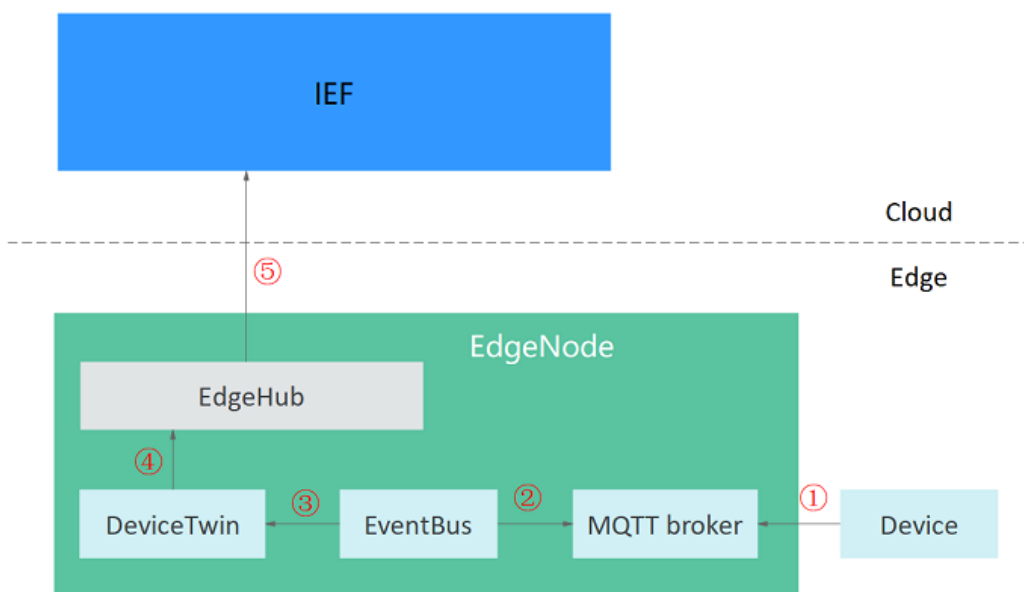 IEF
Cloud
⑤
Edge
EdgeNode
EdgeHub
④
③
②
①
DeviceTwin
EventBus
MQTT broker
Device